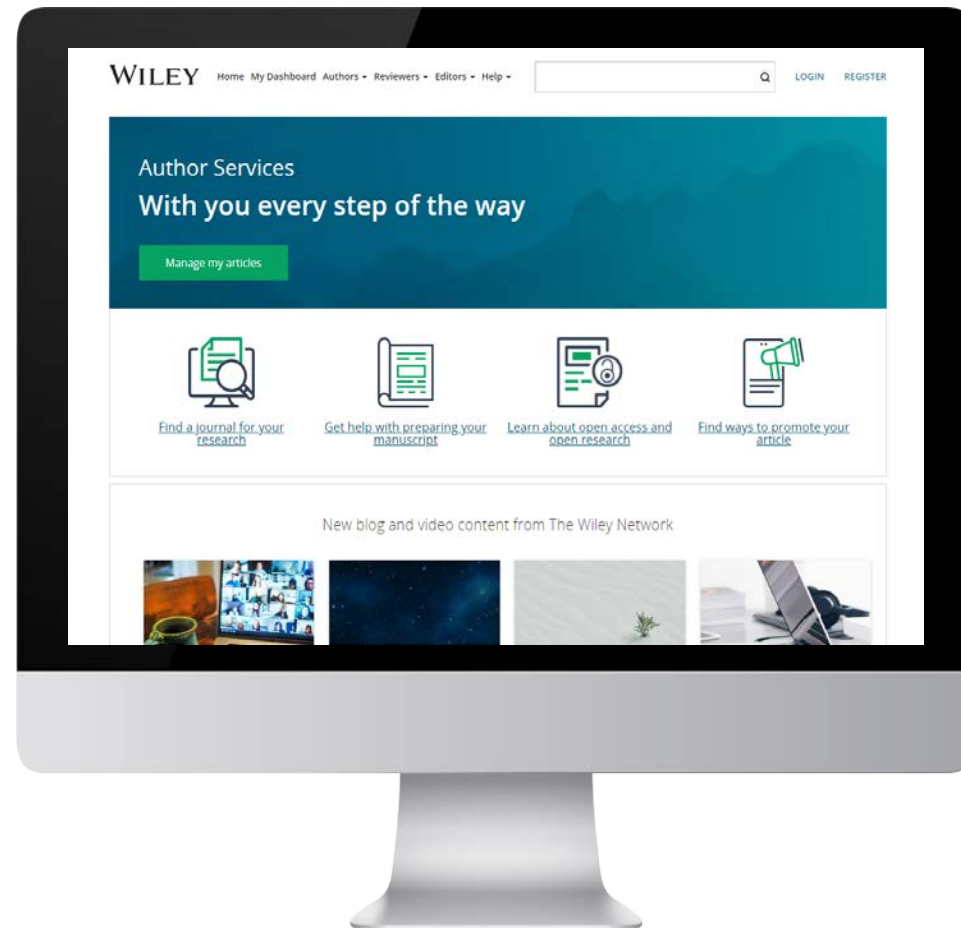 WILEY Home My Dashboard Authors Reviewers Editors Help LOGIN REGISTER
Author Services
With you every step of the way
Manage my articles
Find a journal for your
research
Get help with preparing your
manuscript
Learn about open access and
open research
Find ways to promote your
article
New blog and video content from The Wiley Network